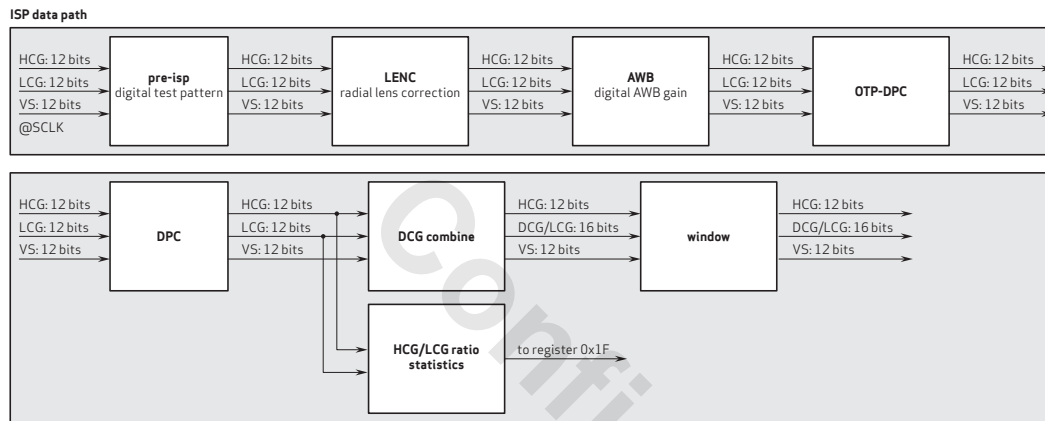 ISP data path
HCG: 12 bits
LCG: 12 bits
VS: 12 bits
@SCLK
pre-isp
digital test pattern
HCG: 12 bits
LCG: 12 bits
VS: 12 bits
LENC
radial lens correction
HCG: 12 bits
LCG: 12 bits
VS: 12 bits
AWB
digital AWB gain
HCG: 12 bits
LCG: 12 bits
VS: 12 bits
OTP-DPC
HCG: 12 bits
LCG: 12 bits
VS: 12 bits
HCG: 12 bits
LCG: 12 bits
VS: 12 bits
DPC
HCG: 12 bits
LCG: 12 bits
VS: 12 bits
DCG combine
HCG: 12 bits
DCG/LCG: 16 bits
VS: 12 bits
window
HCG: 12 bits
DCG/LCG: 16 bits
VS: 12 bits
HCG/LCG ratio
statistics
to register 0x1F
Confi